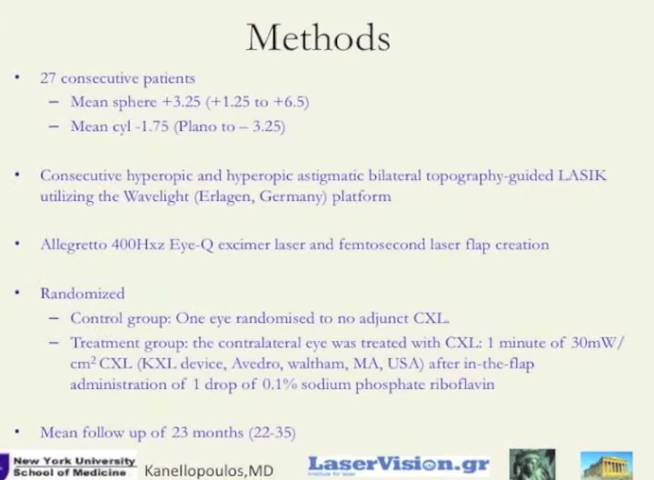 Methods
• 27 consecutive patients
– Mean sphere +3.25 (+1.25 to +6.5)
– Mean cyl -1.75 (Plano to – 3.25)
• Consecutive hyperopic and hyperopic astigmatic bilateral topography-guided LASIK
utilizing the Wavelight (Erlagen, Germany) platform
• Allegretto 400Hxz Eye-Q excimer laser and femtosecond laser flap creation
• Randomized
– Control group: One eye randomised to no adjunct CXL.
– Treatment group: the contralateral eye was treated with CXL: 1 minute of 30mW/
cm² CXL (KXL device, Avedro, waltham, MA, USA) after in-the-flap
administration of 1 drop of 0.1% sodium phosphate riboflavin
• Mean follow up of 23 months (22-35)
New York University
School of Medicine
Kanellopoulos,MD
LaserVision.gr
institute for laser